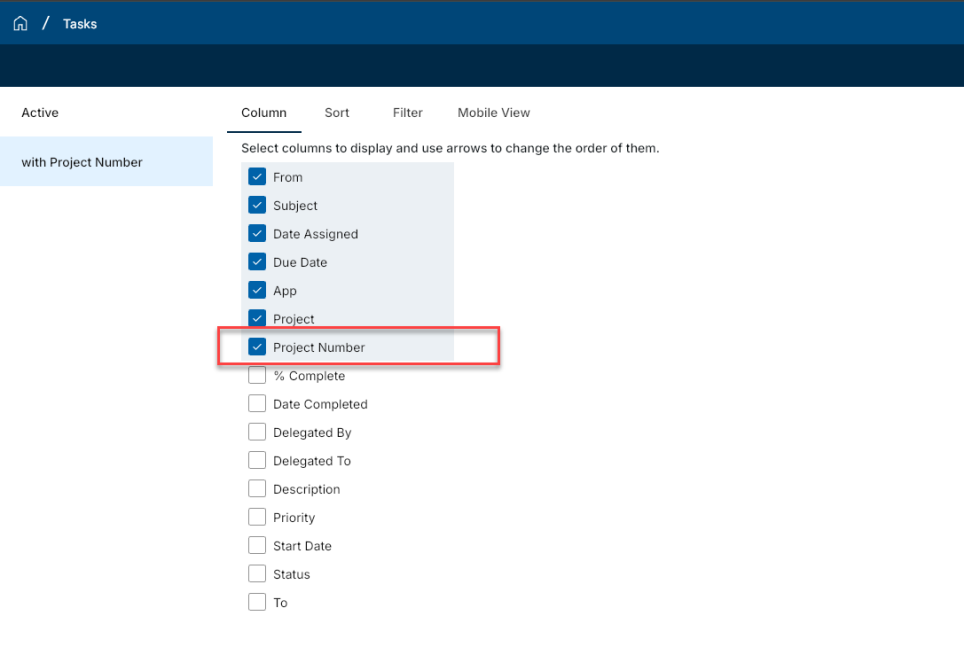 / Tasks
Active
with Project Number
Column Sort Filter Mobile View
Select columns to display and use arrows to change the order of them.
From
Subject
Date Assigned
Due Date
App
Project
Project Number
% Complete
Date Completed
Delegated By
Delegated To
Description
Priority
Start Date
Status
To